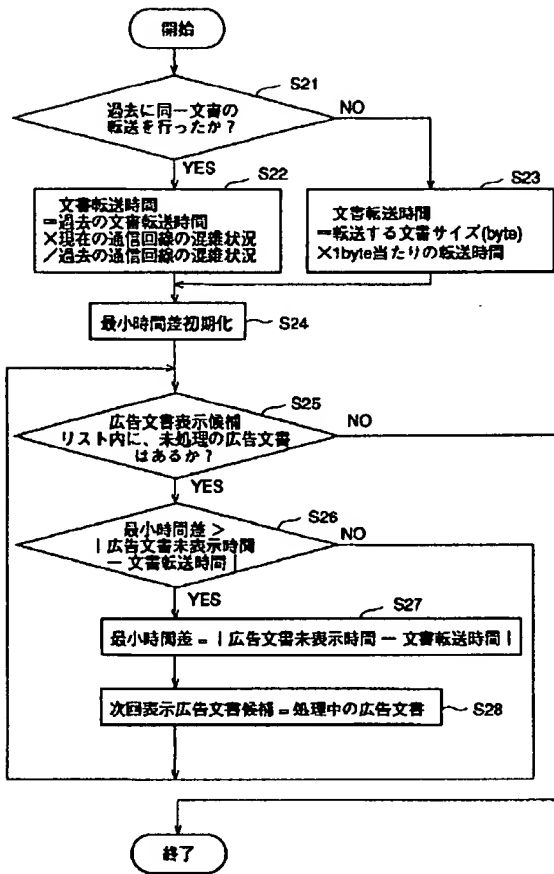 開始
S21
過去に同一文書の
転送を行ったか？
NO
YES
S22
文書転送時間
＝過去の文書転送時間
×現在の通信回線の混雑状況
／過去の通信回線の混雑状況
S23
文書転送時間
＝転送する文書サイズ(byte)
×1byte当たりの転送時間
最小時間差初期化
S24
S25
広告文書表示候補
リスト内に、未処理の広告文書
はあるか？
NO
YES
S26
最小時間差＞
｜広告文書未表示時間
－文書転送時間｜
NO
YES
S27
最小時間差＝｜広告文書未表示時間－文書転送時間｜
次回表示広告文書候補＝処理中の広告文書
S28
終了